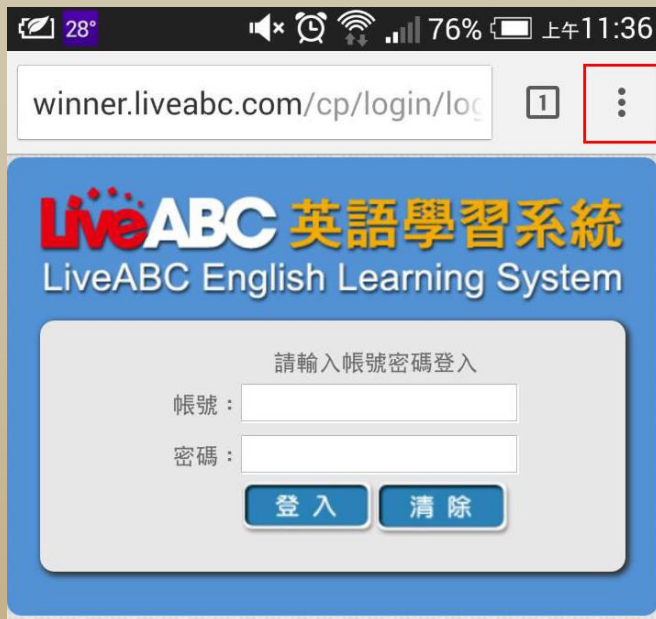 28° 76% 上午11:36
winner.liveabc.com/cp/login/log 1
LiveABC 英語學習系統
LiveABC English Learning System
請輸入帳號密碼登入
帳號：
密碼：
登入 清除